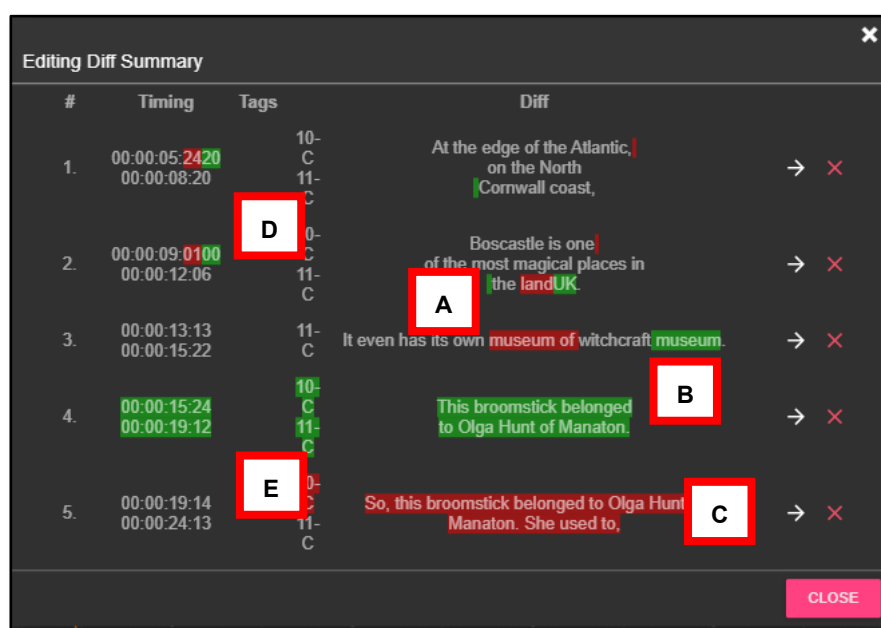 Editing Diff Summary
# Timing Tags Diff
1. 00:00:05:2420 00:00:08:20 10-C 11-C At the edge of the Atlantic, on the North Cornwall coast,
D
2. 00:00:09:0100 00:00:12:06 0-C 11-C Boscastle is one of the most magical places in the landUK.
A
3. 00:00:13:13 00:00:15:22 11-C It even has its own museum of witchcraft museum.
B
4. 00:00:15:24 00:00:19:12 10-C 11-C This broomstick belonged to Olga Hunt of Manaton.
E
5. 00:00:19:14 00:00:24:13 0-C 11-C So, this broomstick belonged to Olga Hunt Manaton. She used to,
C
CLOSE